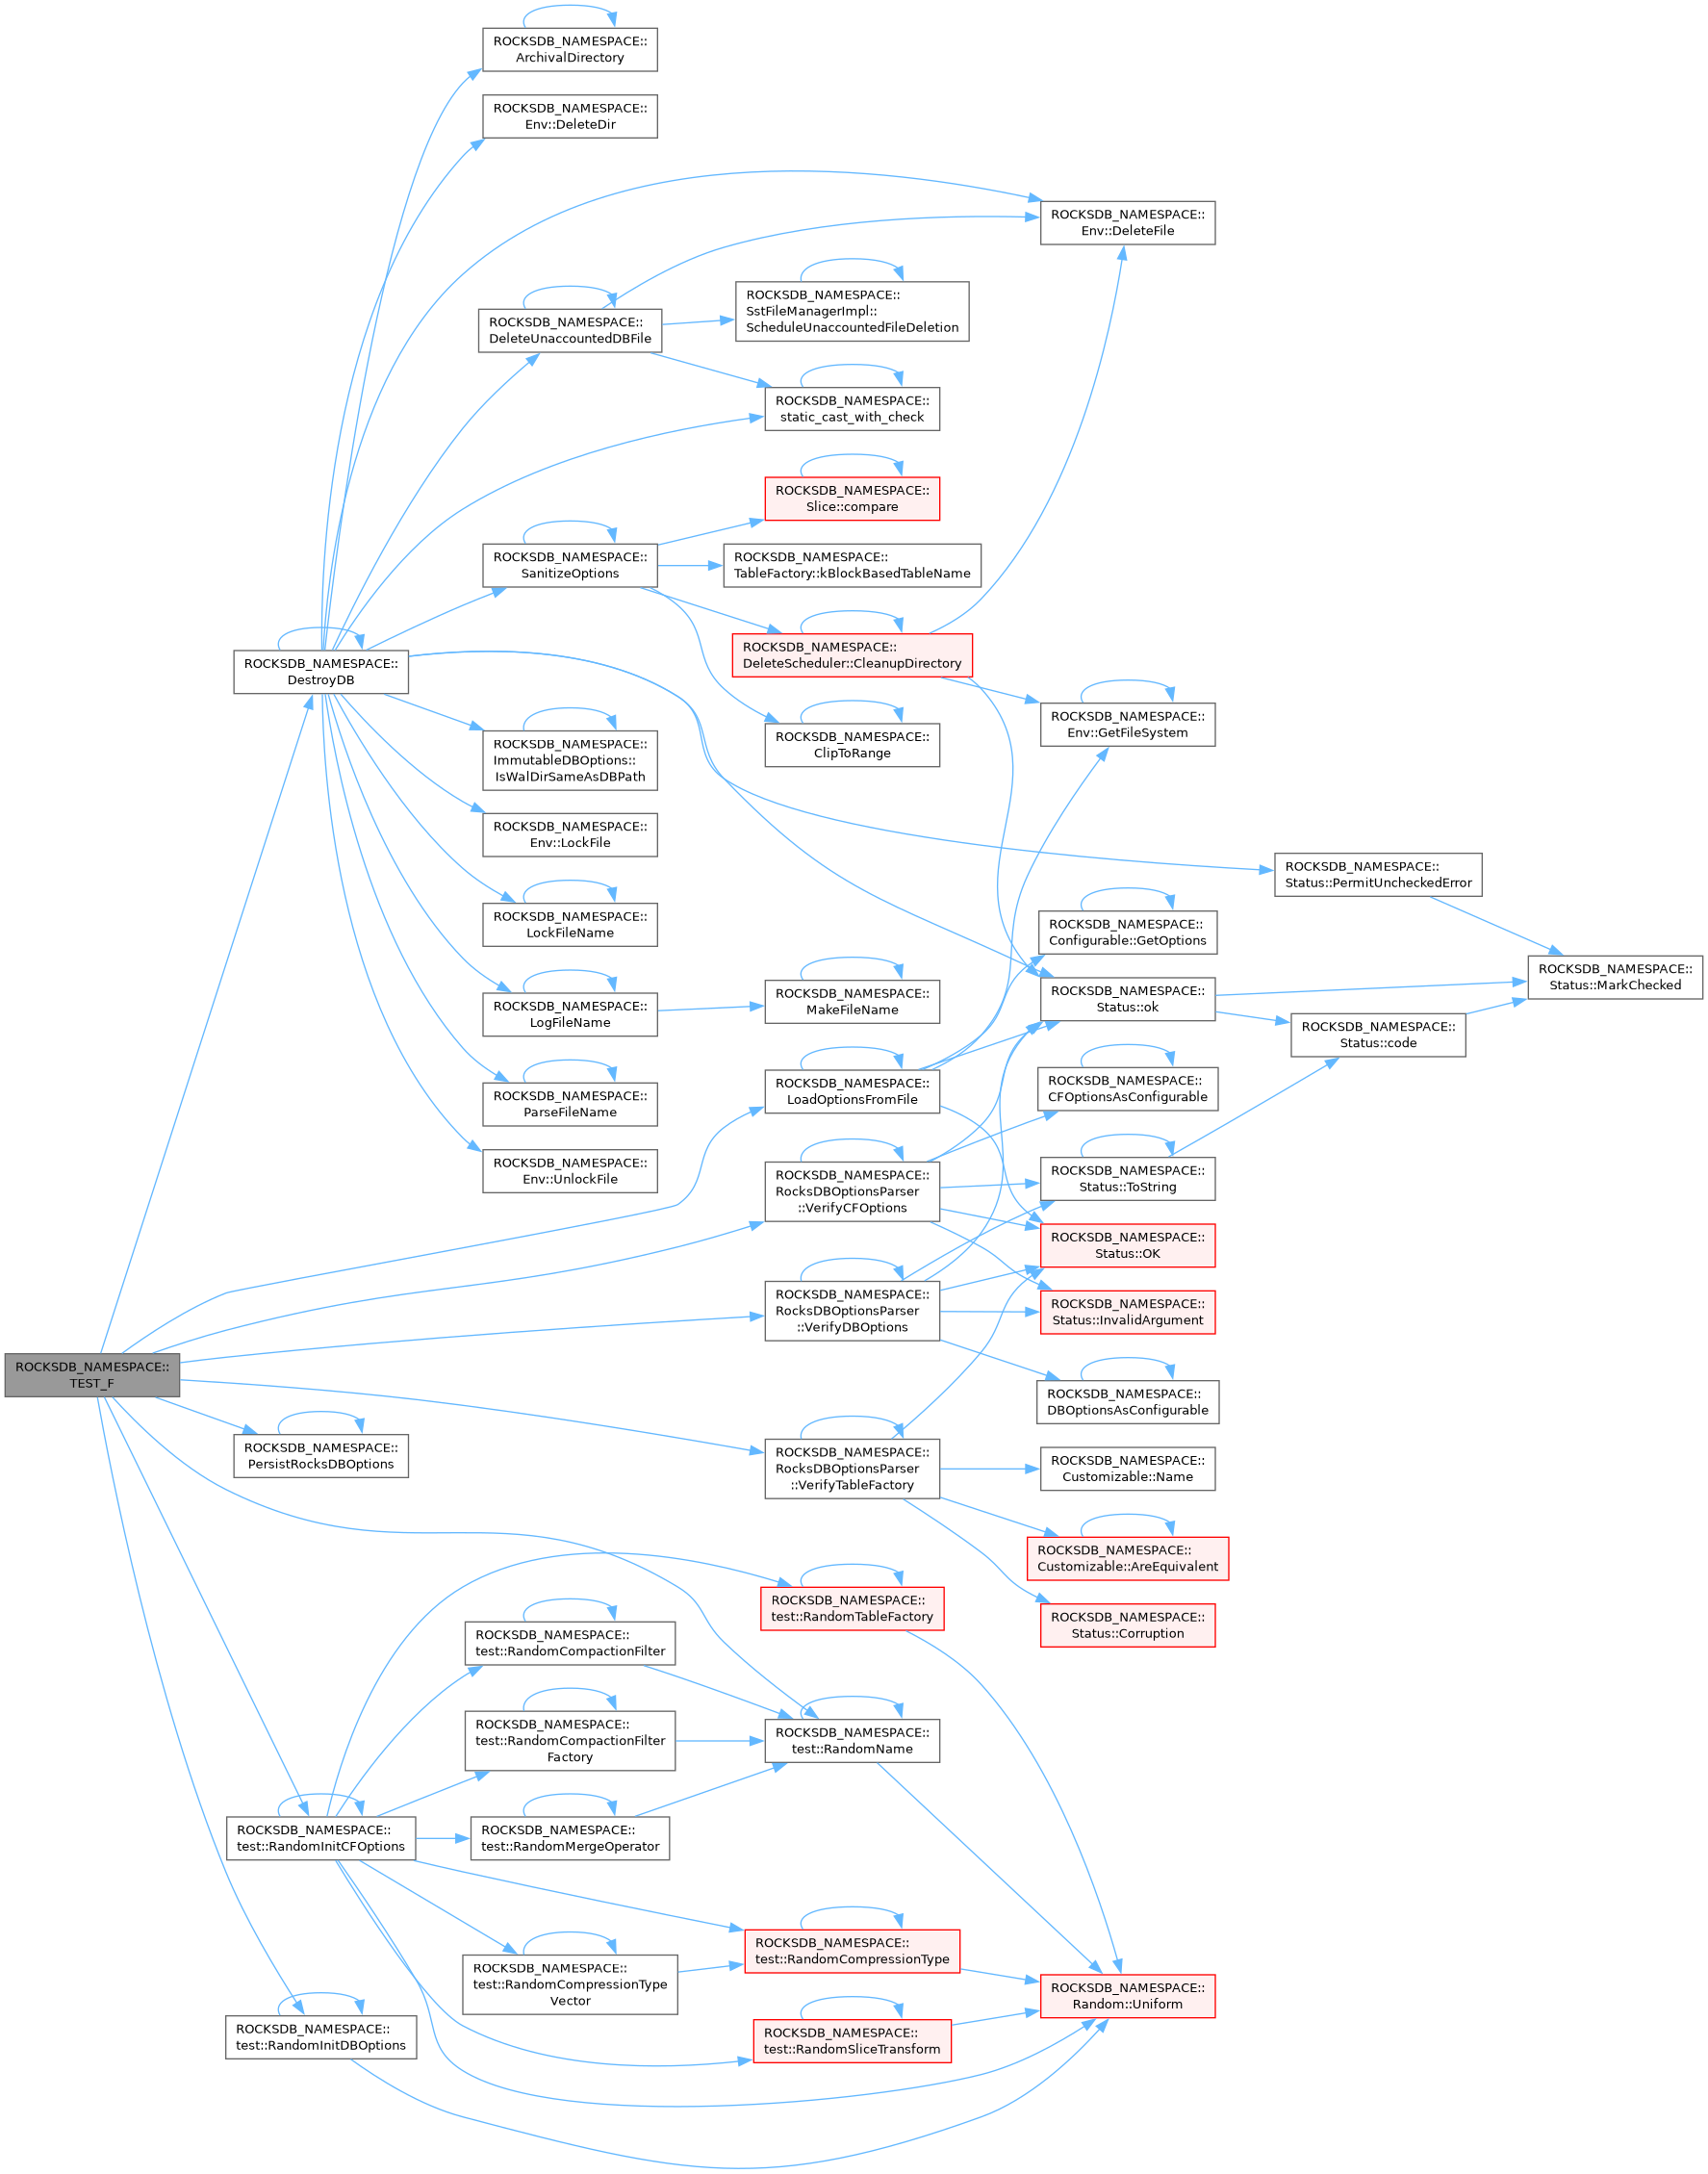 ROCKSDB_NAMESPACE::
ArchivalDirectory
ROCKSDB_NAMESPACE::
Env::DeleteDir
ROCKSDB_NAMESPACE::
Env::DeleteFile
ROCKSDB_NAMESPACE::
SstFileManagerImpl::
ScheduleUnaccountedFileDeletion
ROCKSDB_NAMESPACE::
DeleteUnaccountedDBFile
ROCKSDB_NAMESPACE::
static_cast_with_check
ROCKSDB_NAMESPACE::
Slice::compare
ROCKSDB_NAMESPACE::
SanitizeOptions
ROCKSDB_NAMESPACE::
TableFactory::kBlockBasedTableName
ROCKSDB_NAMESPACE::
DeleteScheduler::CleanupDirectory
ROCKSDB_NAMESPACE::
DestroyDB
ROCKSDB_NAMESPACE::
Env::GetFileSystem
ROCKSDB_NAMESPACE::
ClipToRange
ROCKSDB_NAMESPACE::
ImmutableDBOptions::
IsWalDirSameAsDBPath
ROCKSDB_NAMESPACE::
Env::LockFile
ROCKSDB_NAMESPACE::
Status::PermitUncheckedError
ROCKSDB_NAMESPACE::
LockFileName
ROCKSDB_NAMESPACE::
Configurable::GetOptions
ROCKSDB_NAMESPACE::
Status::MarkChecked
ROCKSDB_NAMESPACE::
LogFileName
ROCKSDB_NAMESPACE::
MakeFileName
ROCKSDB_NAMESPACE::
Status::ok
ROCKSDB_NAMESPACE::
Status::code
ROCKSDB_NAMESPACE::
ParseFileName
ROCKSDB_NAMESPACE::
LoadOptionsFromFile
ROCKSDB_NAMESPACE::
CFOptionsAsConfigurable
ROCKSDB_NAMESPACE::
Env::UnlockFile
ROCKSDB_NAMESPACE::
RocksDBOptionsParser
::VerifyCFOptions
ROCKSDB_NAMESPACE::
Status::ToString
ROCKSDB_NAMESPACE::
Status::OK
ROCKSDB_NAMESPACE::
RocksDBOptionsParser
::VerifyDBOptions
ROCKSDB_NAMESPACE::
Status::InvalidArgument
ROCKSDB_NAMESPACE::
TEST_F
ROCKSDB_NAMESPACE::
DBOptionsAsConfigurable
ROCKSDB_NAMESPACE::
PersistRocksDBOptions
ROCKSDB_NAMESPACE::
RocksDBOptionsParser
::VerifyTableFactory
ROCKSDB_NAMESPACE::
Customizable::Name
ROCKSDB_NAMESPACE::
Customizable::AreEquivalent
ROCKSDB_NAMESPACE::
test::RandomTableFactory
ROCKSDB_NAMESPACE::
Status::Corruption
ROCKSDB_NAMESPACE::
test::RandomCompactionFilter
ROCKSDB_NAMESPACE::
test::RandomCompactionFilter
Factory
ROCKSDB_NAMESPACE::
test::RandomName
ROCKSDB_NAMESPACE::
test::RandomInitCFOptions
ROCKSDB_NAMESPACE::
test::RandomMergeOperator
ROCKSDB_NAMESPACE::
test::RandomCompressionType
ROCKSDB_NAMESPACE::
test::RandomCompressionType
Vector
ROCKSDB_NAMESPACE::
Random::Uniform
ROCKSDB_NAMESPACE::
test::RandomInitDBOptions
ROCKSDB_NAMESPACE::
test::RandomSliceTransform